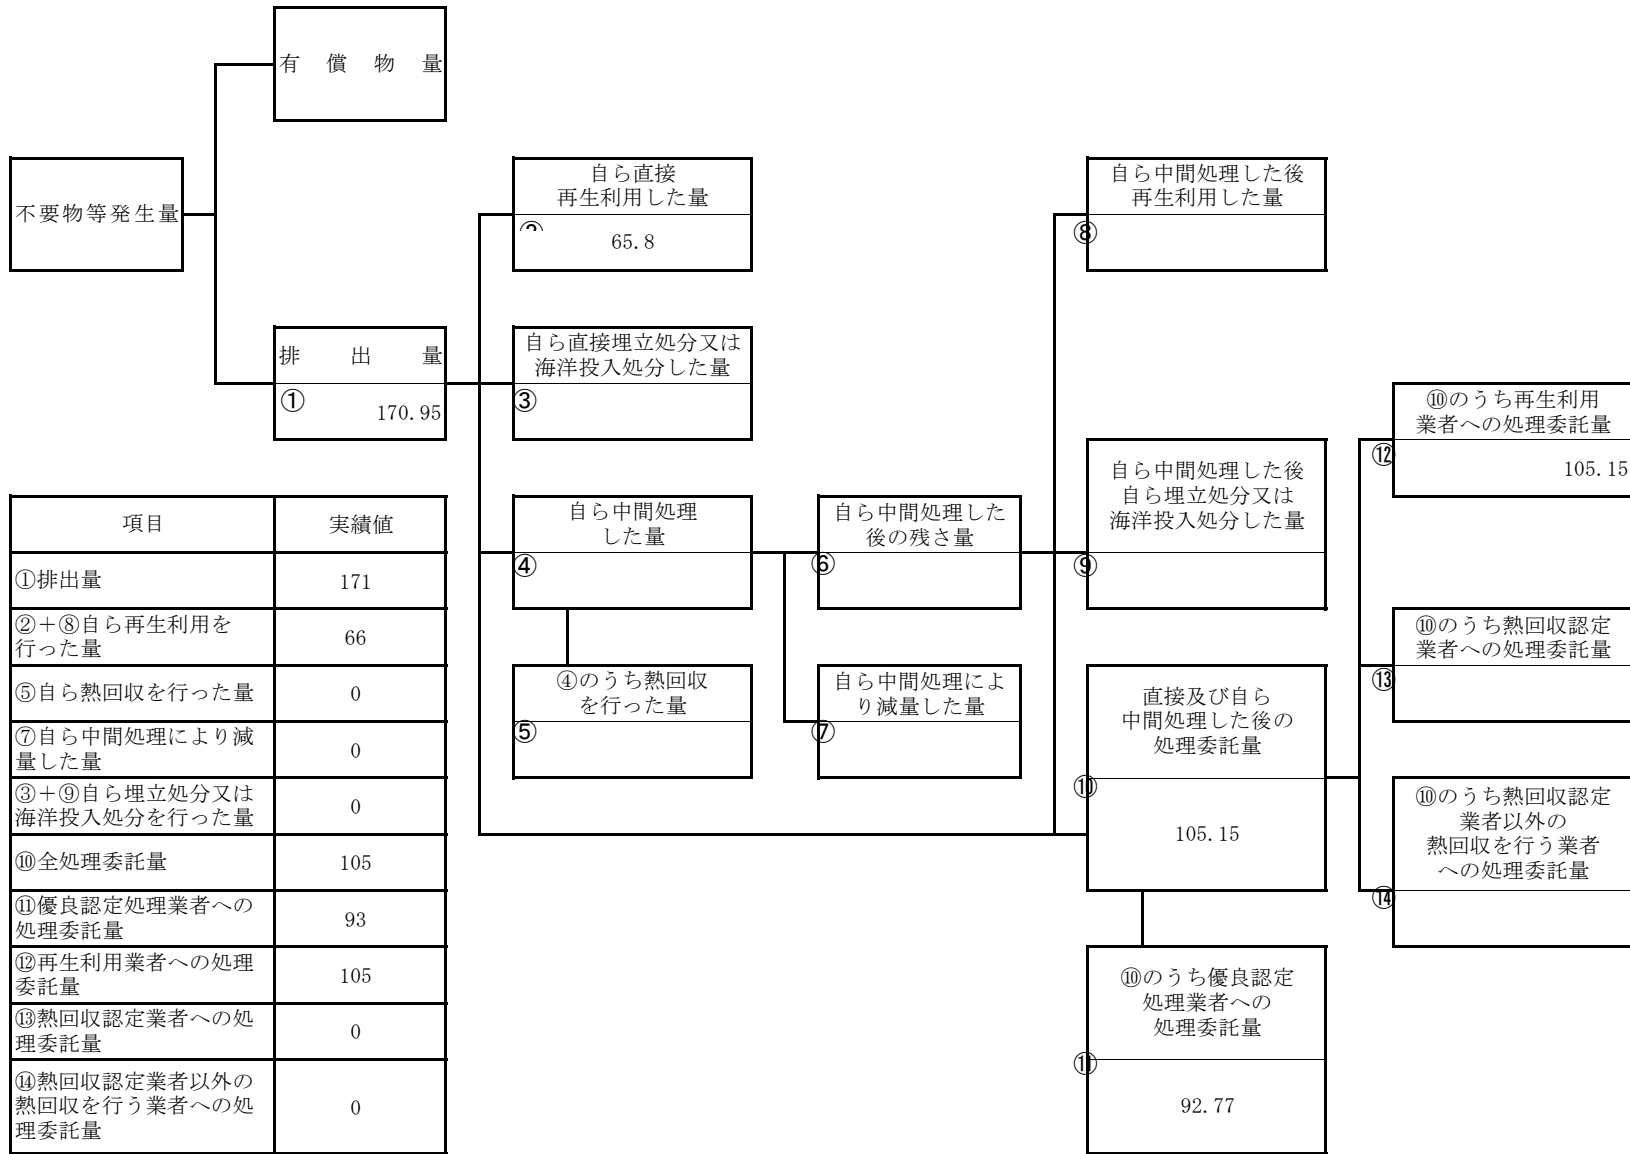 有償物量
不要物等発生量
自ら直接
再生利用した量
②
65.8
自ら中間処理した後
再生利用した量
⑧
排出量
①
170.95
自ら直接埋立処分又は
海洋投入処分した量
③
⑩のうち再生利用
業者への処理委託量
⑫
105.15
自ら中間処理
した量
④
自ら中間処理した
後の残さ量
⑥
自ら中間処理した後
自ら埋立処分又は
海洋投入処分した量
⑨
⑩のうち熱回収認定
業者への処理委託量
⑬
④のうち熱回収
を行った量
⑤
自ら中間処理によ
り減量した量
⑦
直接及び自ら
中間処理した後の
処理委託量
⑩
105.15
⑩のうち熱回収認定
業者以外の
熱回収を行う業者
への処理委託量
⑭
⑩のうち優良認定
処理業者への
処理委託量
⑪
92.77
項目 実績値
①排出量 171
②＋⑧自ら再生利用を
行った量 66
⑤自ら熱回収を行った量 0
⑦自ら中間処理により減
量した量 0
③＋⑨自ら埋立処分又は
海洋投入処分を行った量 0
⑩全処理委託量 105
⑪優良認定処理業者への
処理委託量 93
⑫再生利用業者への処理
委託量 105
⑬熱回収認定業者への処
理委託量 0
⑭熱回収認定業者以外の
熱回収を行う業者への処
理委託量 0